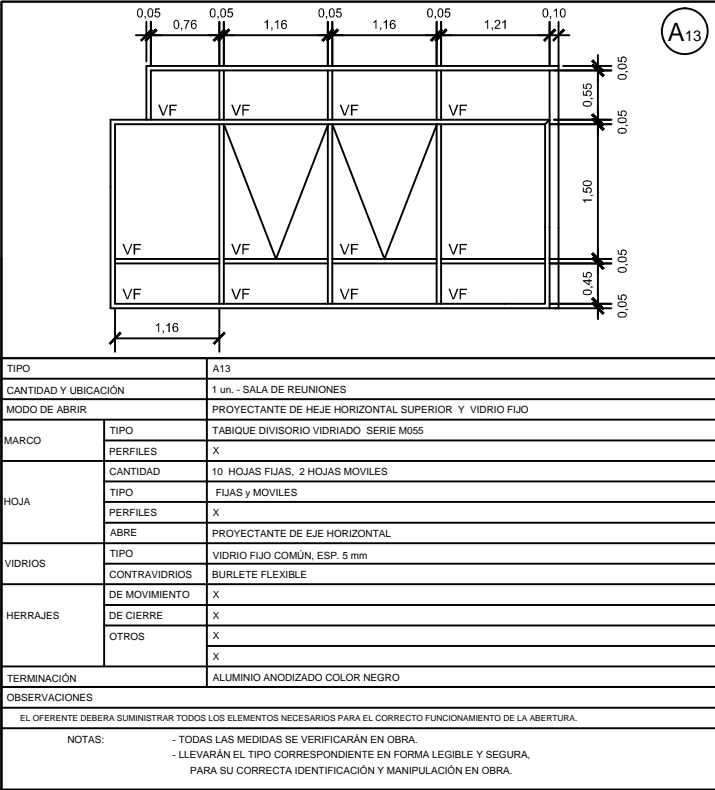 0,05 0,05 0,05 0,05 0,10
0,76 1,16 1,16 1,21
A13
0,05
0,55
0,05
1,50
0,05
0,45
0,05
VF VF VF VF
VF VF VF VF
VF VF VF VF
1,16
TIPO A13
CANTIDAD Y UBICACIÓN 1 un. - SALA DE REUNIONES
MODO DE ABRIR PROYECTANTE DE HEJE HORIZONTAL SUPERIOR Y VIDRIO FIJO
MARCO TIPO TABIQUE DIVISORIO VIDRIADO SERIE M055
PERFILES X
HOJA CANTIDAD 10 HOJAS FIJAS, 2 HOJAS MOVILES
TIPO FIJAS y MOVILES
PERFILES X
ABRE PROYECTANTE DE EJE HORIZONTAL
VIDRIOS TIPO VIDRIO FIJO COMÚN, ESP. 5 mm
CONTRAVIDRIOS BURLETE FLEXIBLE
HERRAJES DE MOVIMIENTO X
DE CIERRE X
OTROS X
X
TERMINACIÓN ALUMINIO ANODIZADO COLOR NEGRO
OBSERVACIONES
EL OFERENTE DEBERA SUMINISTRAR TODOS LOS ELEMENTOS NECESARIOS PARA EL CORRECTO FUNCIONAMIENTO DE LA ABERTURA.
NOTAS: - TODAS LAS MEDIDAS SE VERIFICARÁN EN OBRA.
- LLEVARÁN EL TIPO CORRESPONDIENTE EN FORMA LEGIBLE Y SEGURA,
PARA SU CORRECTA IDENTIFICACIÓN Y MANIPULACIÓN EN OBRA.